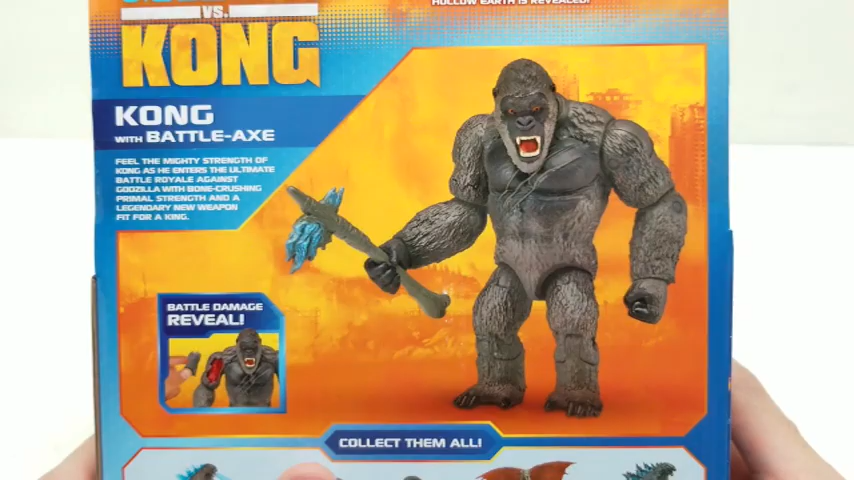 VS.
KONG
HOLLOW EARTH IS REVEALED!
KONG
WITH BATTLE-AXE
FEEL THE MIGHTY STRENGTH OF
KONG AS HE ENTERS THE ULTIMATE
BATTLE ROYALE AGAINST
GODZILLA WITH BONE-CRUSHING
PRIMAL STRENGTH AND A
LEGENDARY NEW WEAPON
FIT FOR A KING.
BATTLE DAMAGE
REVEAL!
COLLECT THEM ALL!